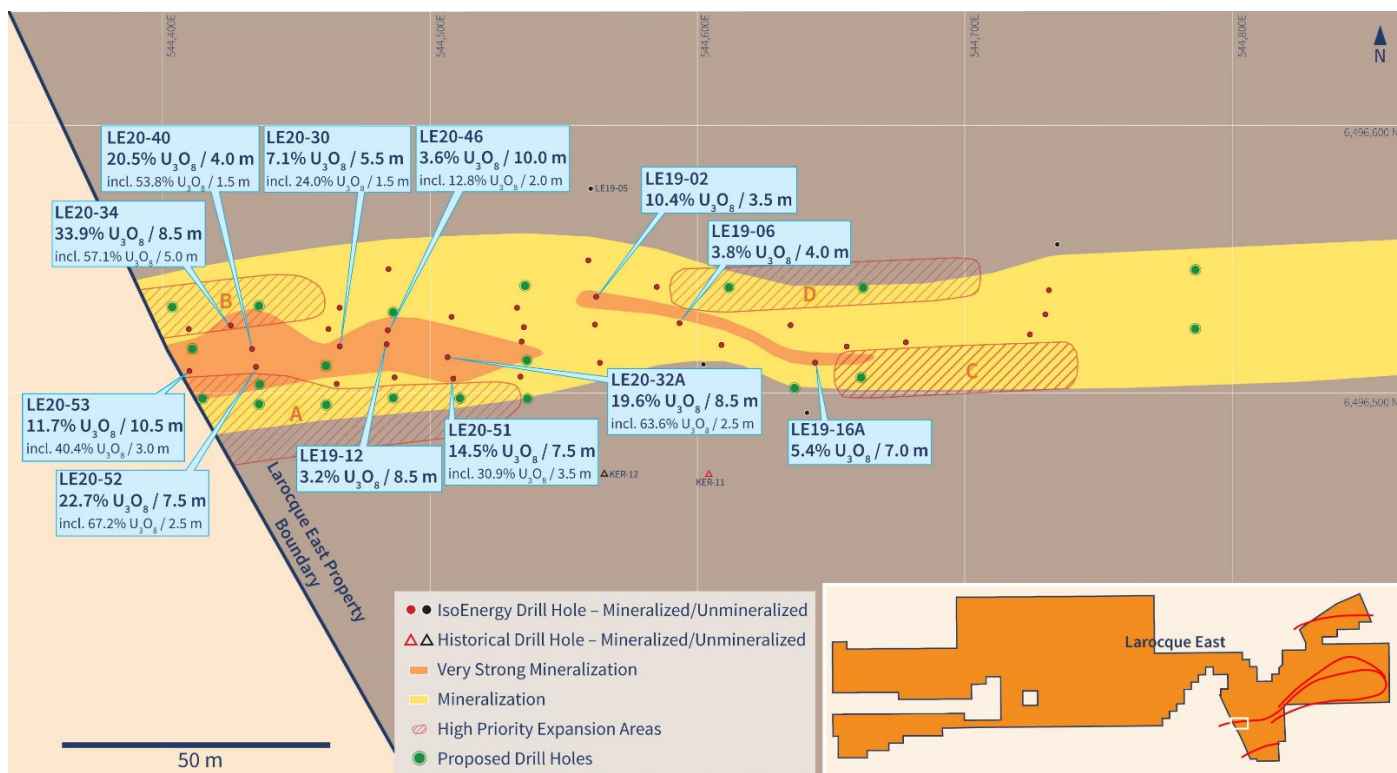 544,400E
544,500E
544,600E
544,700E
544,800E
N
6,496,600 N
LE20-40
20.5% U₃O₈ / 4.0 m
incl. 53.8% U₃O₈ / 1.5 m
LE20-30
7.1% U₃O₈ / 5.5 m
incl. 24.0% U₃O₈ / 1.5 m
LE20-46
3.6% U₃O₈ / 10.0 m
incl. 12.8% U₃O₈ / 2.0 m
LE19-05
LE19-02
10.4% U₃O₈ / 3.5 m
LE20-34
33.9% U₃O₈ / 8.5 m
incl. 57.1% U₃O₈ / 5.0 m
LE19-06
3.8% U₃O₈ / 4.0 m
B
D
C
A
6,496,500 N
LE20-53
11.7% U₃O₈ / 10.5 m
incl. 40.4% U₃O₈ / 3.0 m
LE20-52
22.7% U₃O₈ / 7.5 m
incl. 67.2% U₃O₈ / 2.5 m
LE19-12
3.2% U₃O₈ / 8.5 m
LE20-51
14.5% U₃O₈ / 7.5 m
incl. 30.9% U₃O₈ / 3.5 m
LE20-32A
19.6% U₃O₈ / 8.5 m
incl. 63.6% U₃O₈ / 2.5 m
LE19-16A
5.4% U₃O₈ / 7.0 m
KER-12
KER-11
Larocque East Property
Boundary
IsoEnergy Drill Hole – Mineralized/Unmineralized
Historical Drill Hole – Mineralized/Unmineralized
Very Strong Mineralization
Mineralization
High Priority Expansion Areas
Proposed Drill Holes
50 m
Larocque East